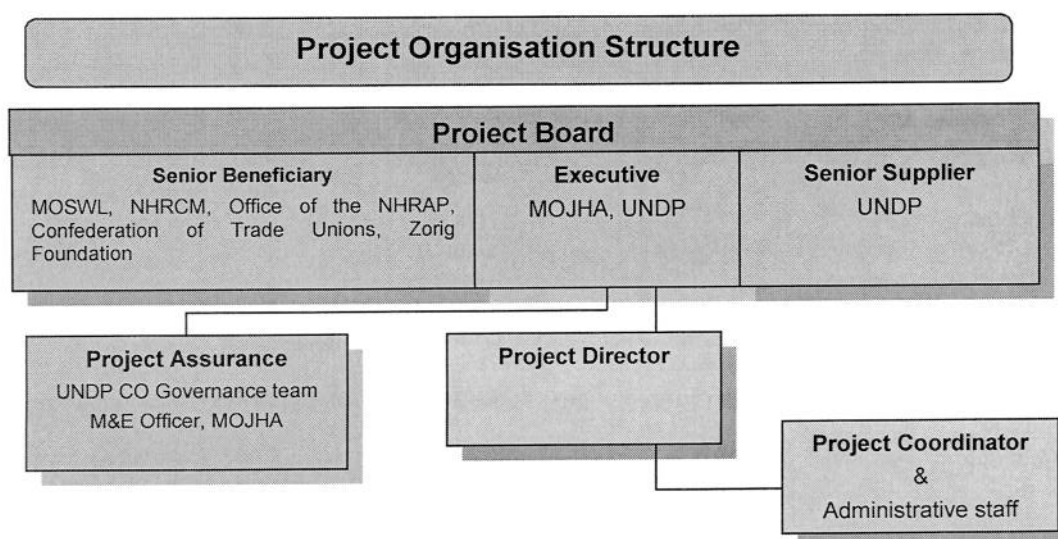 Project Organisation Structure
Project Board
Senior Beneficiary
MOSWL, NHRCM, Office of the NHRAP,
Confederation of Trade Unions, Zorig
Foundation
Executive
MOJHA, UNDP
Senior Supplier
UNDP
Project Assurance
UNDP CO Governance team
M&E Officer, MOJHA
Project Director
Project Coordinator
&
Administrative staff